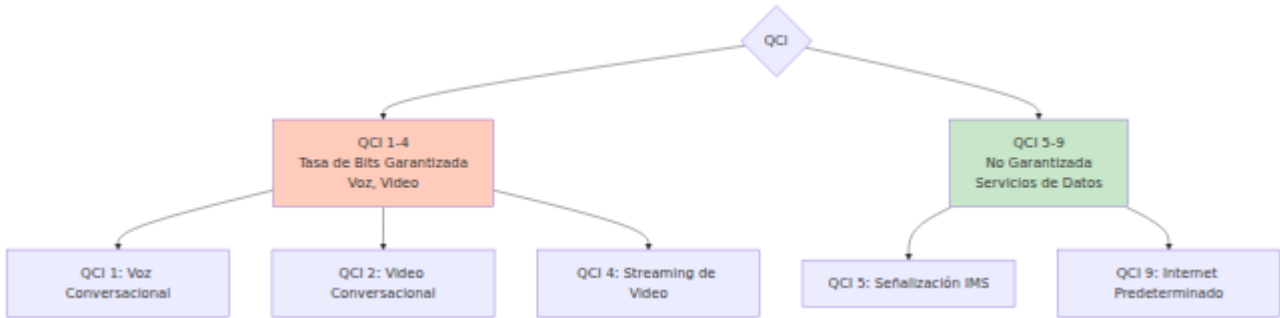 QCI
QCI 1-4
Tasa de Bits Garantizada
Voz, Video
QCI 5-9
No Garantizada
Servicios de Datos
QCI 1: Voz
Conversacional
QCI 2: Video
Conversacional
QCI 4: Streaming de
Video
QCI 5: Señalización IMS
QCI 9: Internet
Predeterminado